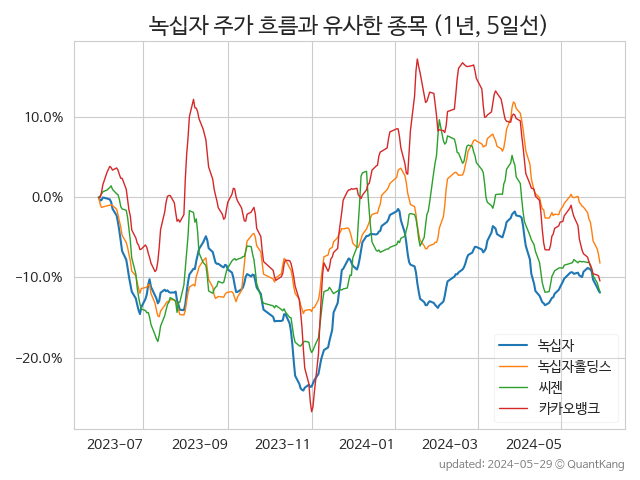 녹십자 주가 흐름과 유사한 종목 (1년, 5일선)
10.0%
0.0%
−10.0%
−20.0%
녹십자
녹십자홀딩스
씨젠
카카오뱅크
2023-07
2023-09
2023-11
2024-01
2024-03
2024-05
updated: 2024-05-29 © QuantKang